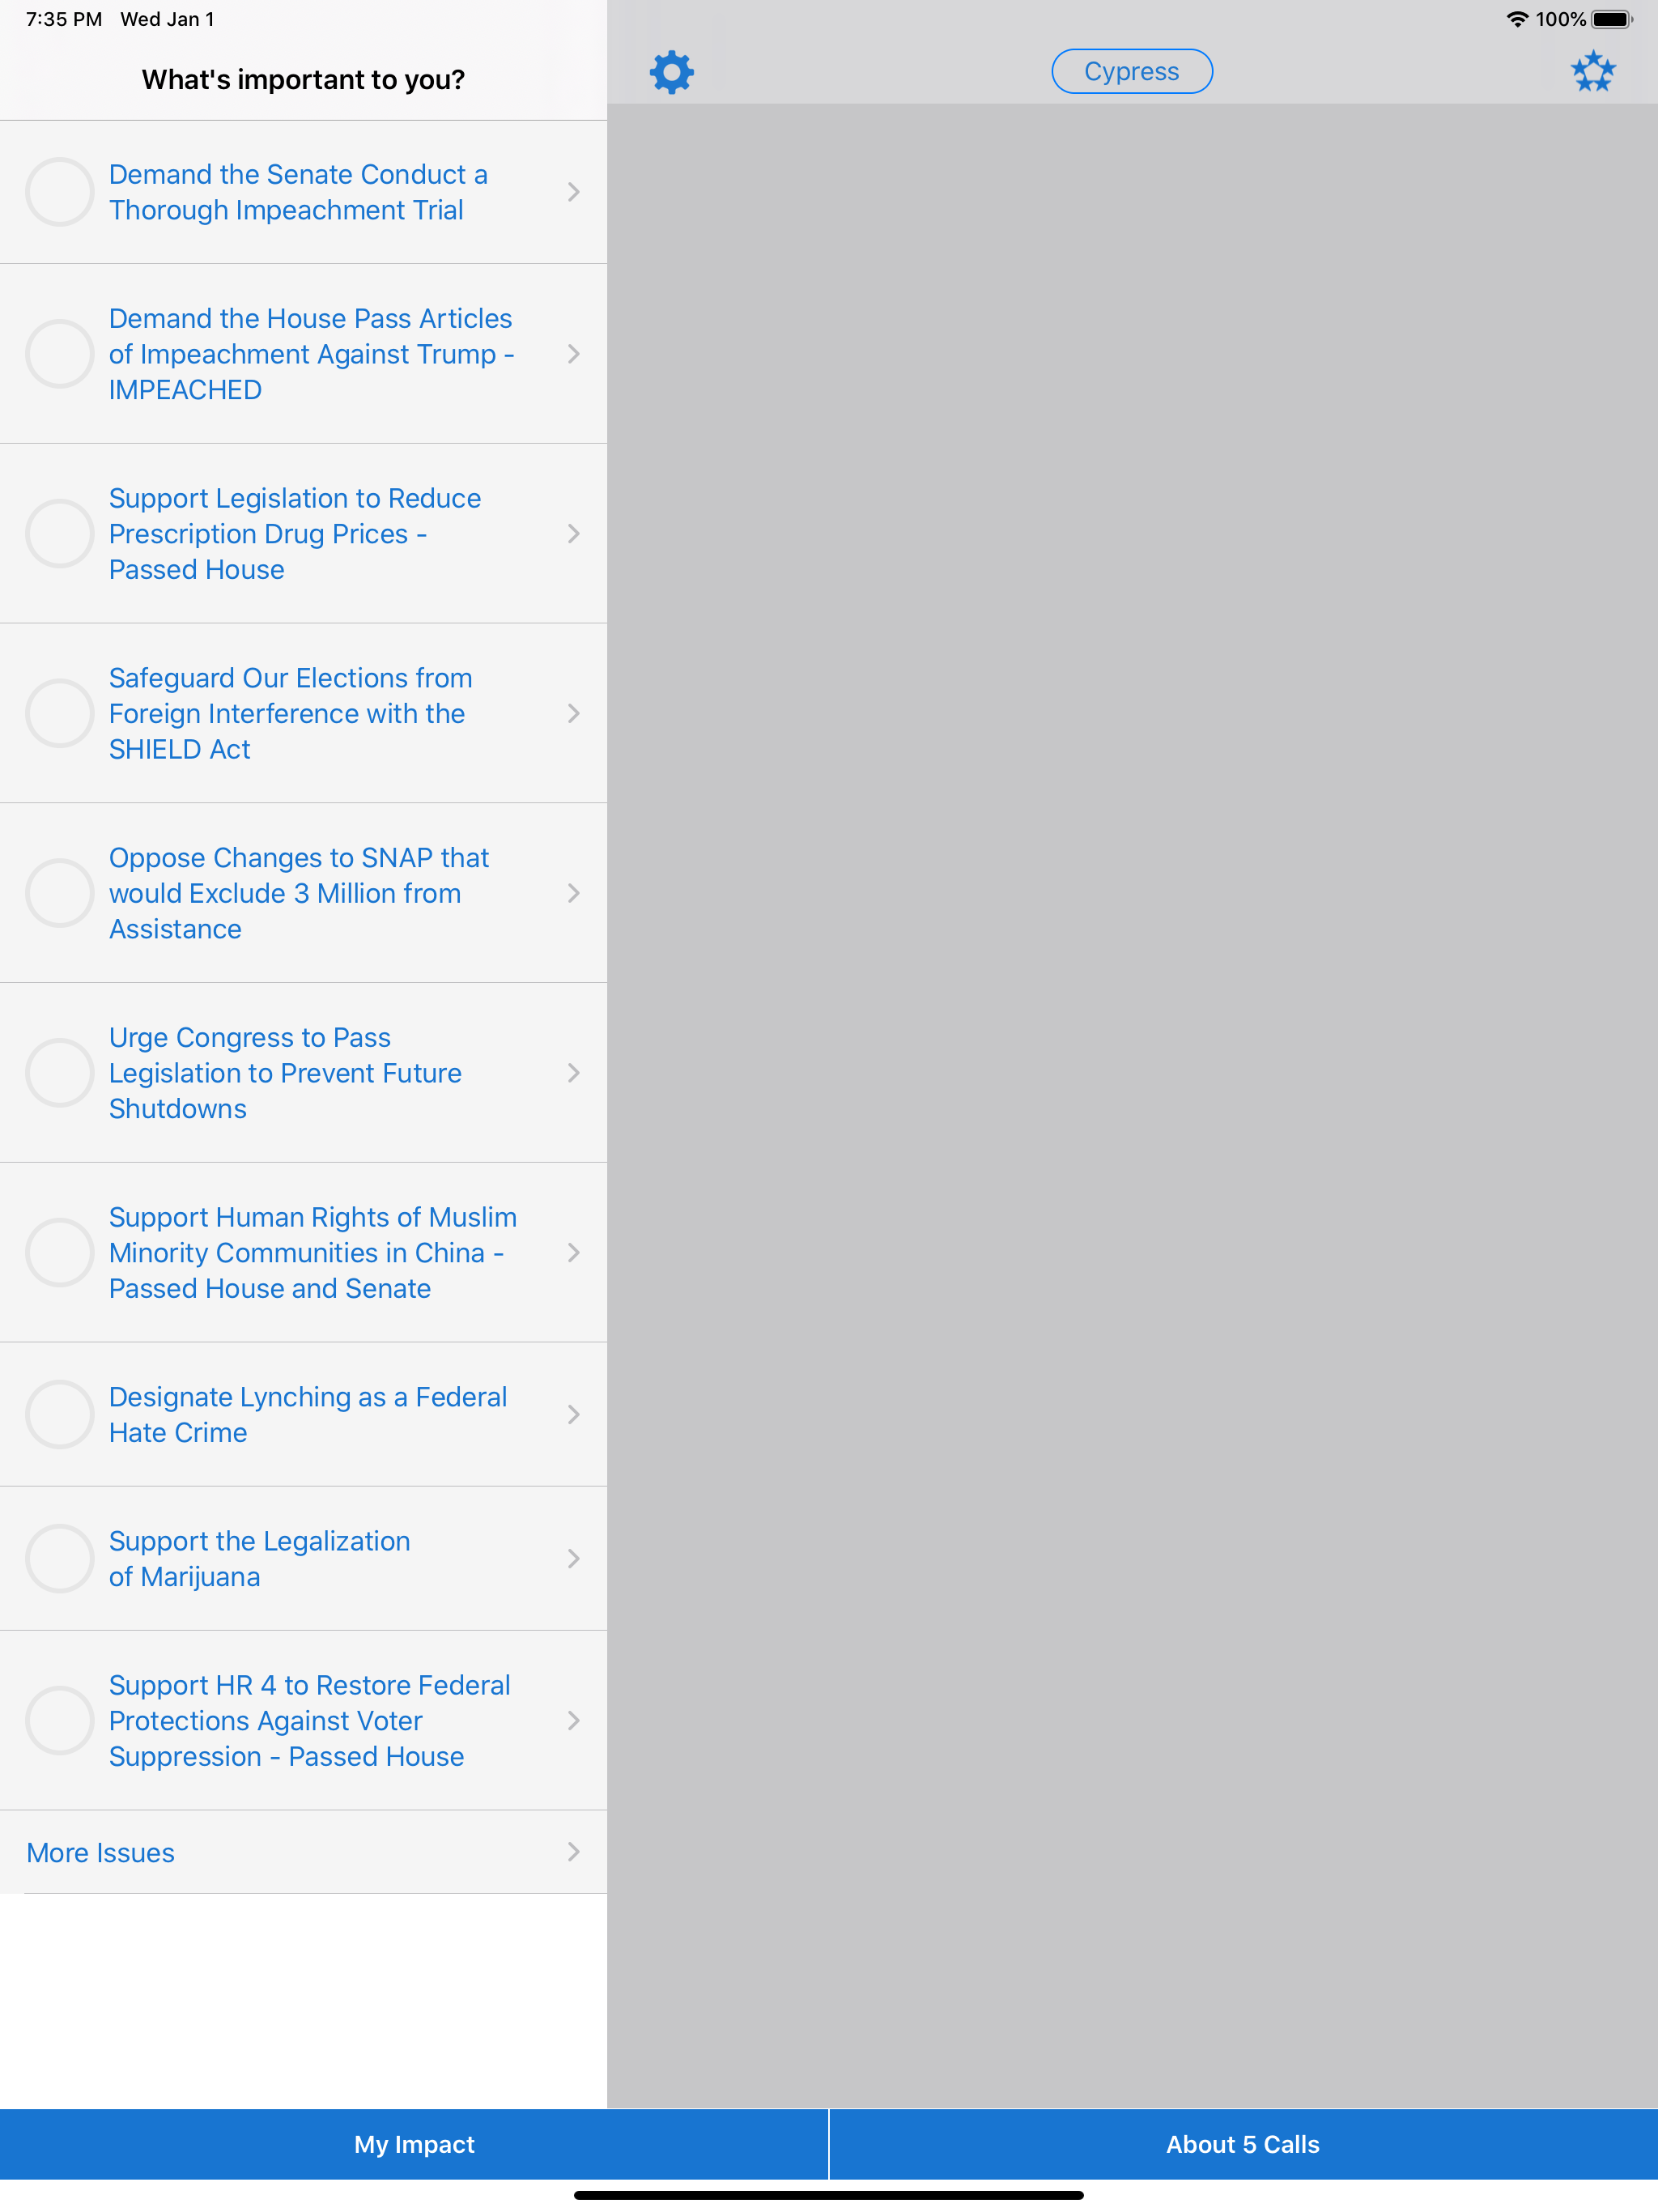 7:35 PM Wed Jan 1
100%
What's important to you?
Cypress
Demand the Senate Conduct a
Thorough Impeachment Trial
Demand the House Pass Articles
of Impeachment Against Trump -
IMPEACHED
Support Legislation to Reduce
Prescription Drug Prices -
Passed House
Safeguard Our Elections from
Foreign Interference with the
SHIELD Act
Oppose Changes to SNAP that
would Exclude 3 Million from
Assistance
Urge Congress to Pass
Legislation to Prevent Future
Shutdowns
Support Human Rights of Muslim
Minority Communities in China -
Passed House and Senate
Designate Lynching as a Federal
Hate Crime
Support the Legalization
of Marijuana
Support HR 4 to Restore Federal
Protections Against Voter
Suppression - Passed House
More Issues
My Impact
About 5 Calls